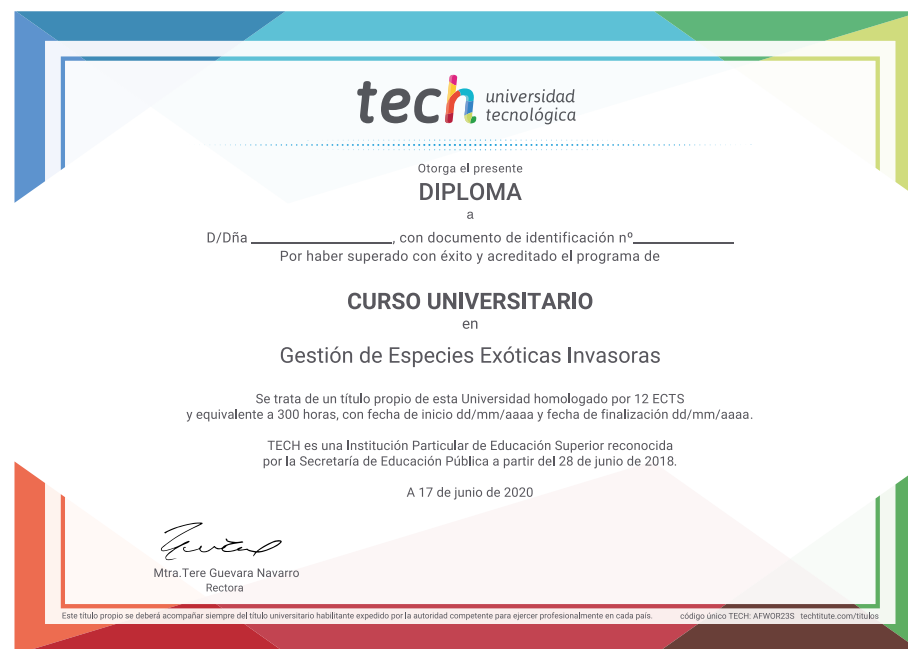 tech universidad
tecnológica
Otorga el presente
DIPLOMA
a
D/Dña ________________, con documento de identificación nº____________
Por haber superado con éxito y acreditado el programa de
CURSO UNIVERSITARIO
en
Gestión de Especies Exóticas Invasoras
Se trata de un título propio de esta Universidad homologado por 12 ECTS
y equivalente a 300 horas, con fecha de inicio dd/mm/aaaa y fecha de finalización dd/mm/aaaa.
TECH es una Institución Particular de Educación Superior reconocida
por la Secretaría de Educación Pública a partir del 28 de junio de 2018.
A 17 de junio de 2020
Mtra.Tere Guevara Navarro
Rectora
Este título propio se deberá acompañar siempre del título universitario habilitante expedido por la autoridad competente para ejercer profesionalmente en cada país. código único TECH: AFWOR23S techtitute.com/titulos